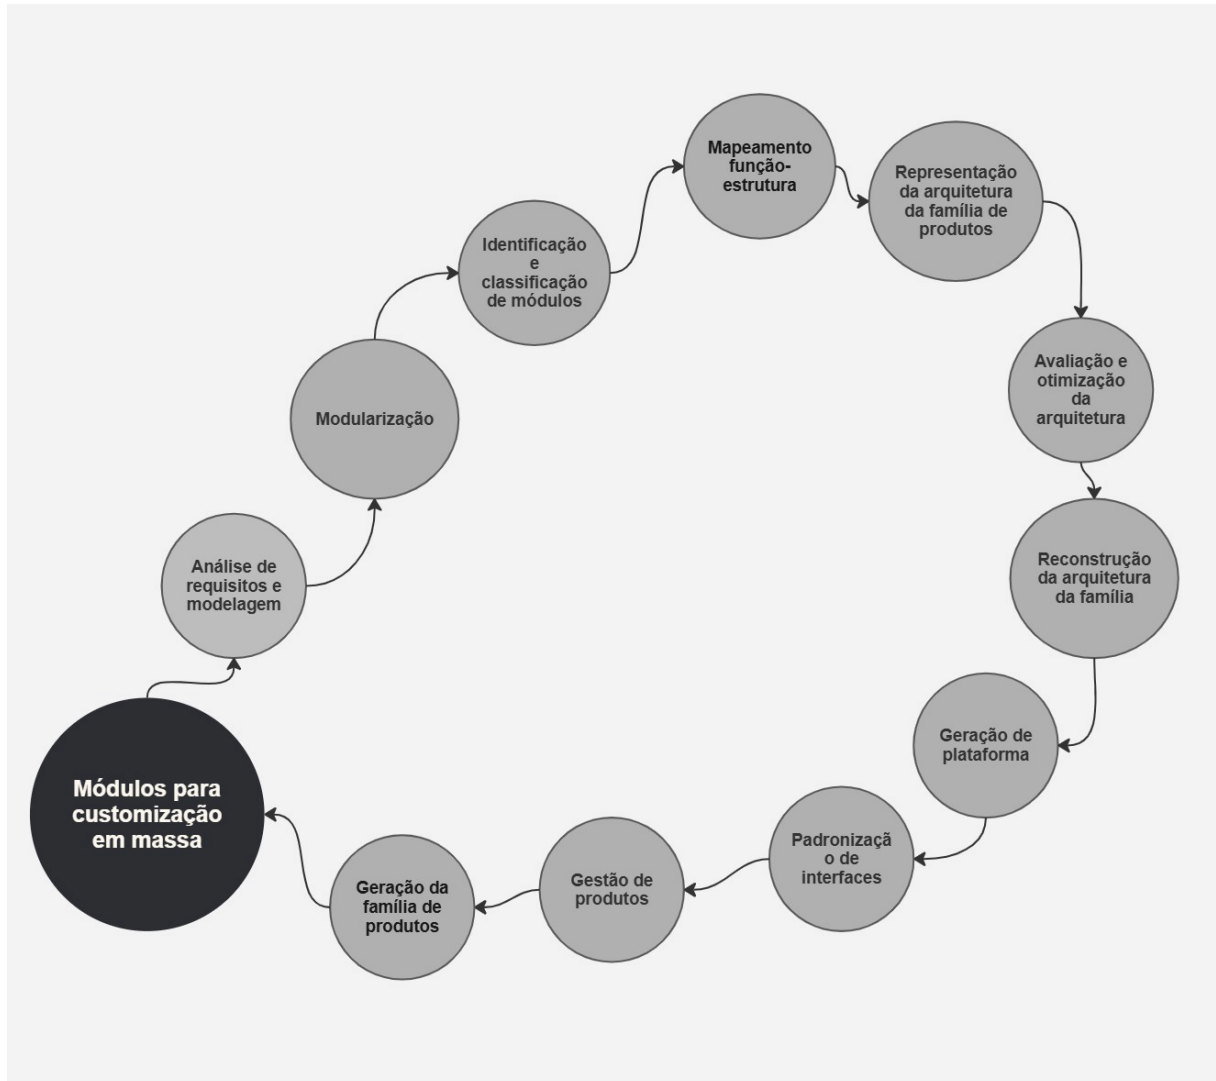 Mapeamento
função-
estrutura
Representação
da arquitetura
da família de
produtos
Identificação
e
classificação
de módulos
Avaliação e
otimização
da
arquitetura
Modularização
Análise de
requisitos e
modelagem
Reconstrução
da arquitetura
da família
Geração de
plataforma
Módulos para
customização
em massa
Padronizaçã
o de
interfaces
Gestão de
produtos
Geração da
família de
produtos